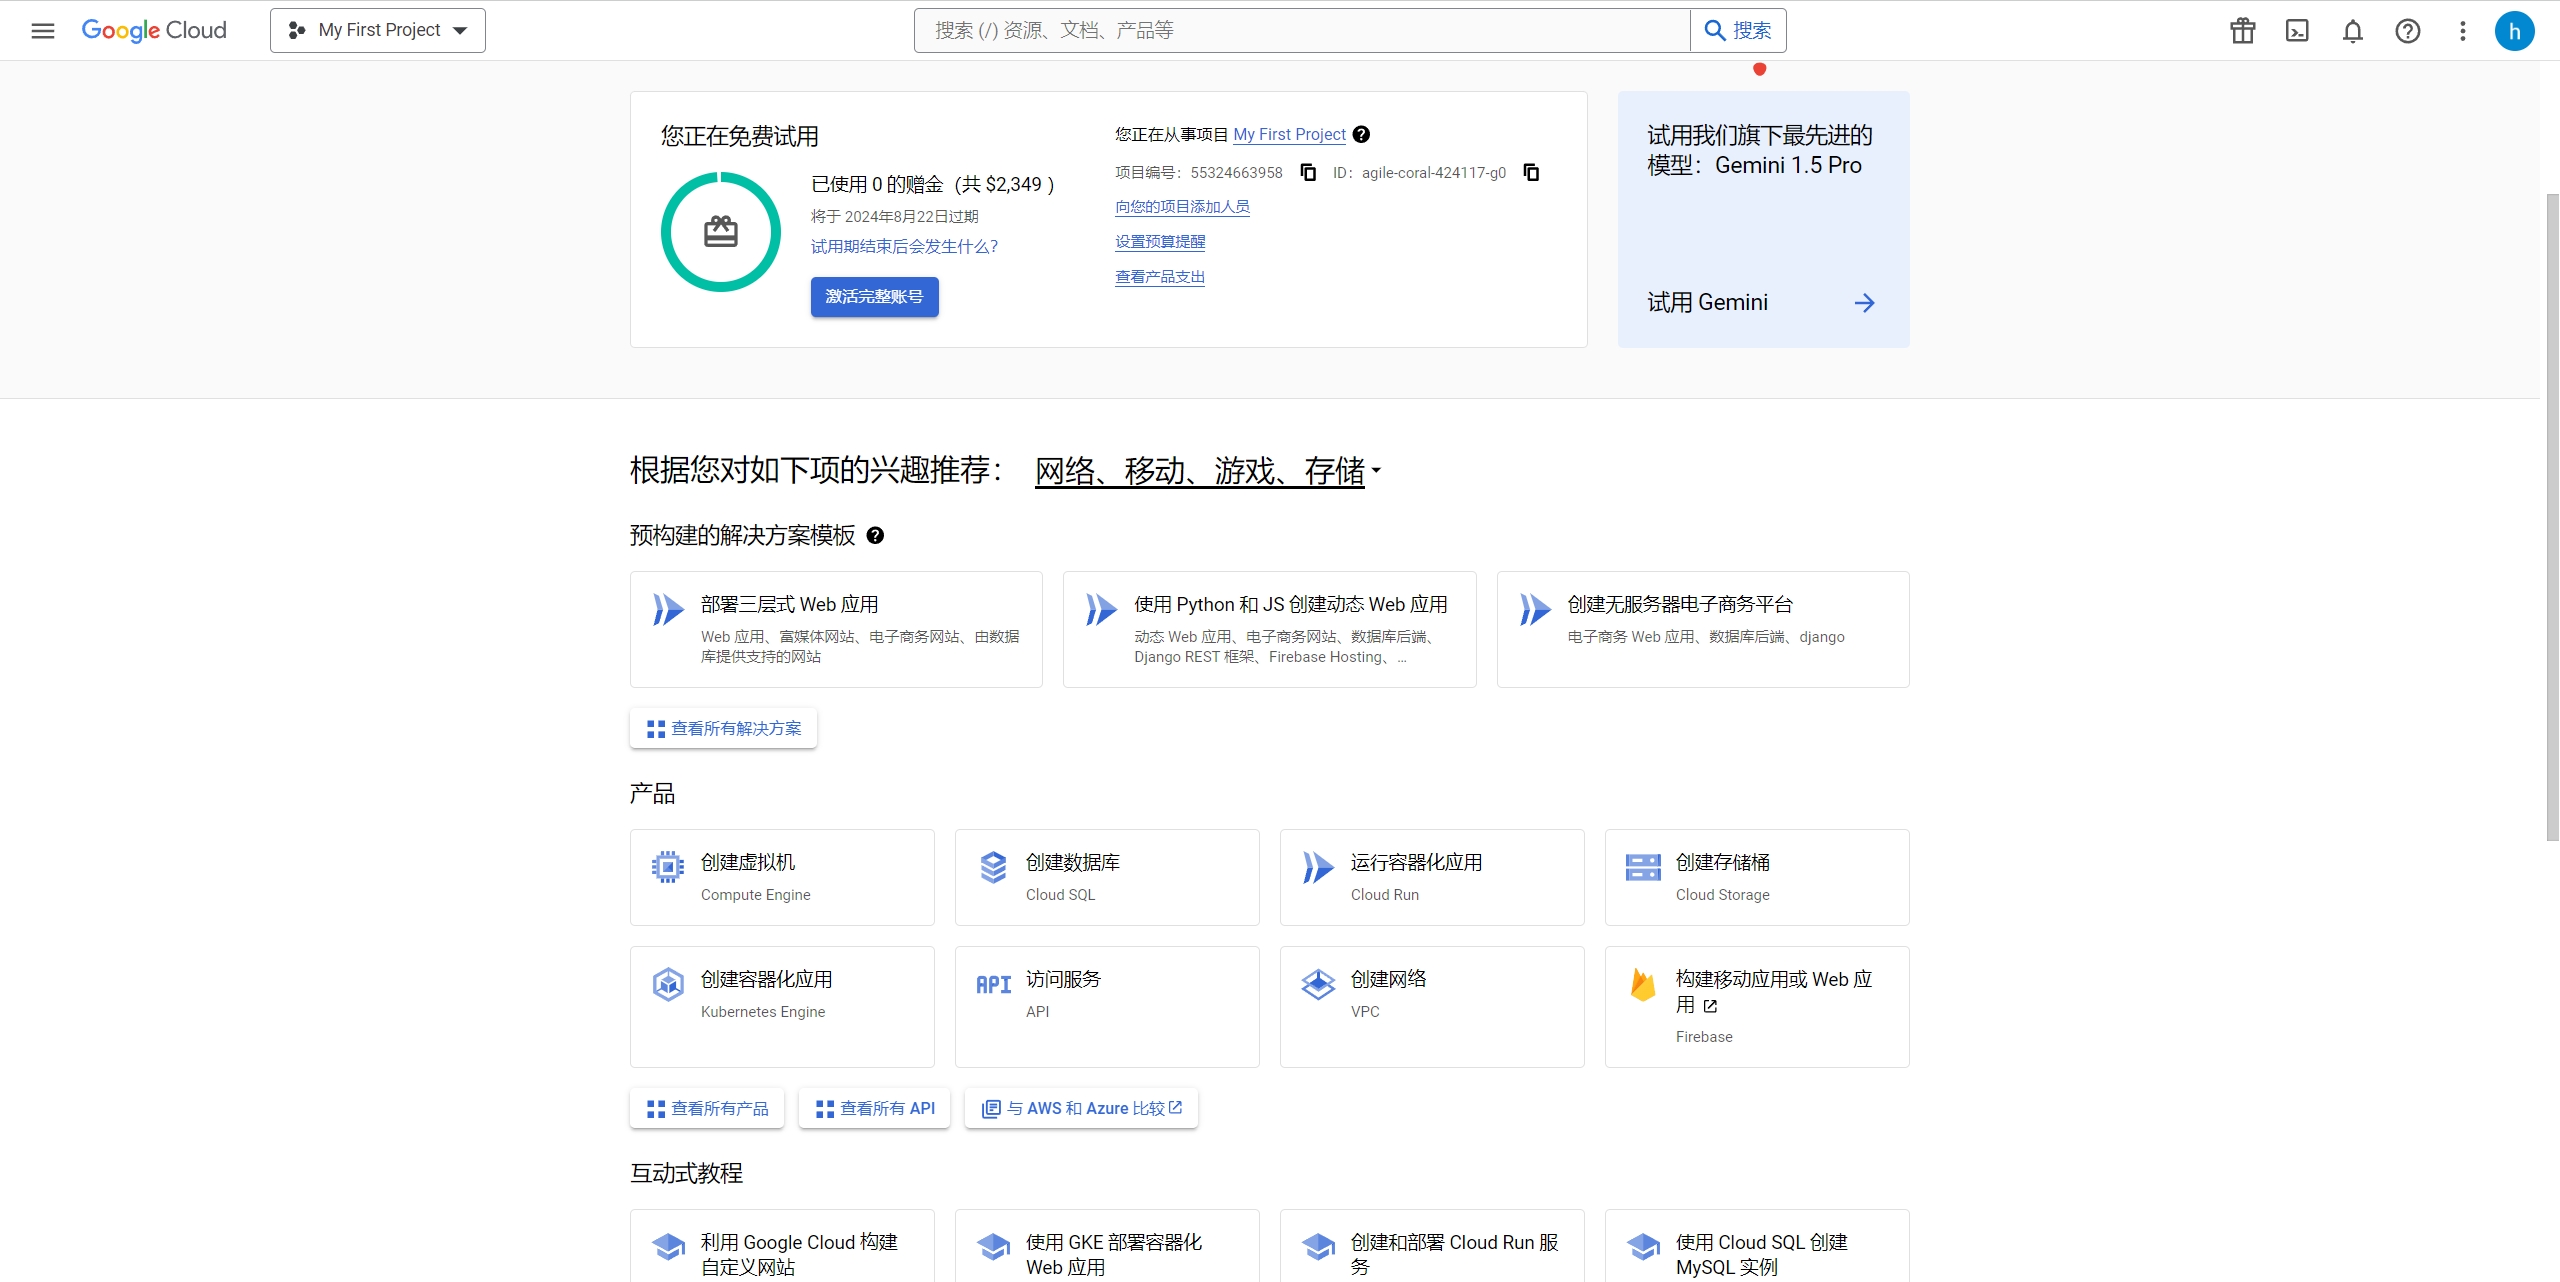 Google Cloud
My First Project
搜索 (/) 资源、文档、产品等
搜索
h
您正在免费试用
已使用 0 的赠金（共 $2,349 ）
将于 2024年8月22日过期
试用期结束后会发生什么？
激活完整账号
您正在从事项目 My First Project
项目编号：55324663958 ID：agile-coral-424117-g0
向您的项目添加人员
设置预算提醒
查看产品支出
试用我们旗下最先进的
模型：Gemini 1.5 Pro
试用 Gemini
根据您对如下项的兴趣推荐： 网络、移动、游戏、存储
预构建的解决方案模板
部署三层式 Web 应用
Web 应用、富媒体网站、电子商务网站、由数据
库提供支持的网站
使用 Python 和 JS 创建动态 Web 应用
动态 Web 应用、电子商务网站、数据库后端、
Django REST 框架、Firebase Hosting、...
创建无服务器电子商务平台
电子商务 Web 应用、数据库后端、django
查看所有解决方案
产品
创建虚拟机
Compute Engine
创建数据库
Cloud SQL
运行容器化应用
Cloud Run
创建存储桶
Cloud Storage
创建容器化应用
Kubernetes Engine
API
访问服务
API
创建网络
VPC
构建移动应用或 Web 应
用
Firebase
查看所有产品
查看所有 API
与 AWS 和 Azure 比较
互动式教程
利用 Google Cloud 构建
自定义网站
使用 GKE 部署容器化
Web 应用
创建和部署 Cloud Run 服
务
使用 Cloud SQL 创建
MySQL 实例